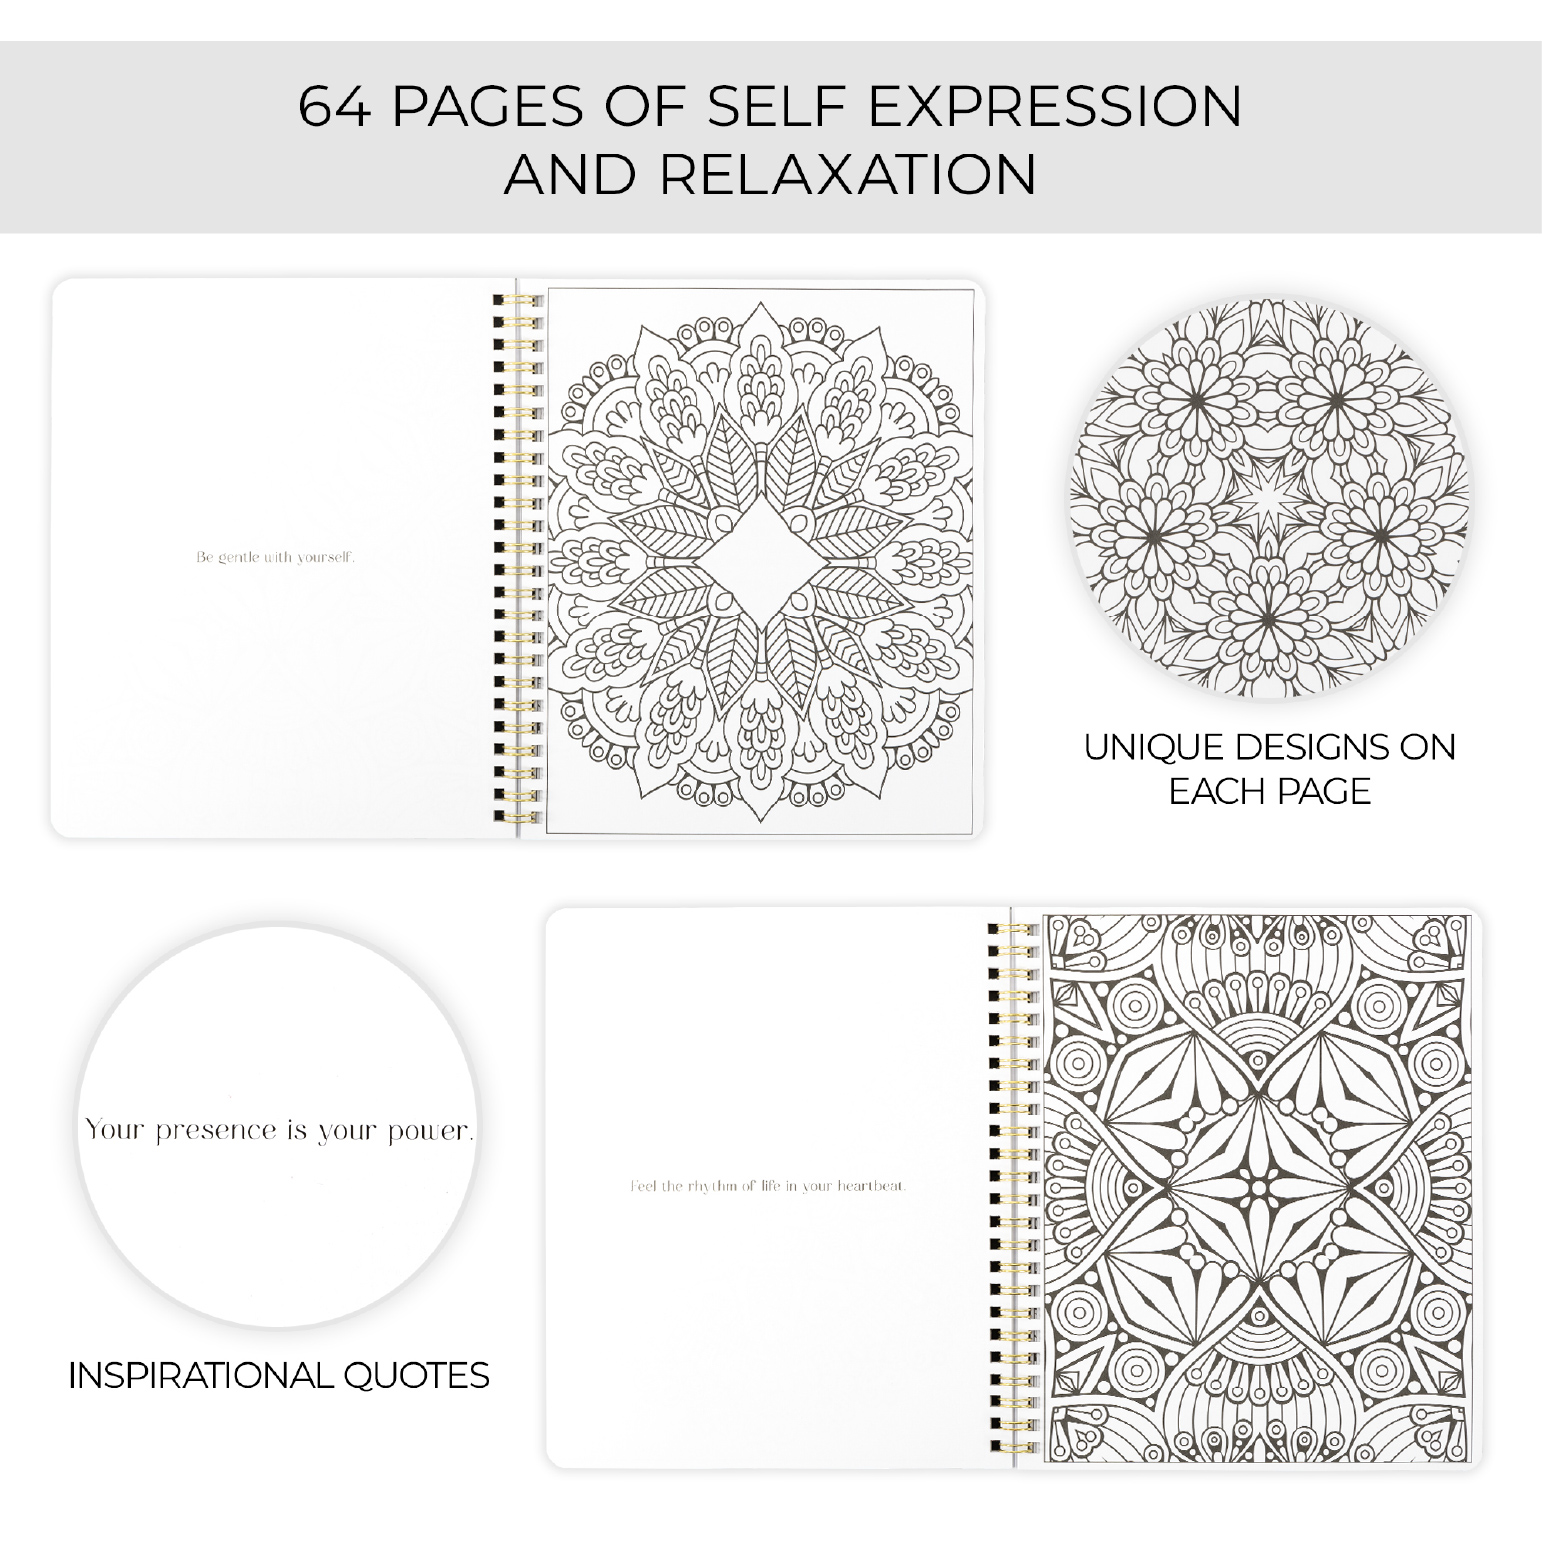 64 PAGES OF SELF EXPRESSION
AND RELAXATION
Be gentle with yourself.
UNIQUE DESIGNS ON
EACH PAGE
Your presence is your power.
INSPIRATIONAL QUOTES
Feel the rhythm of life in your heartbeat.